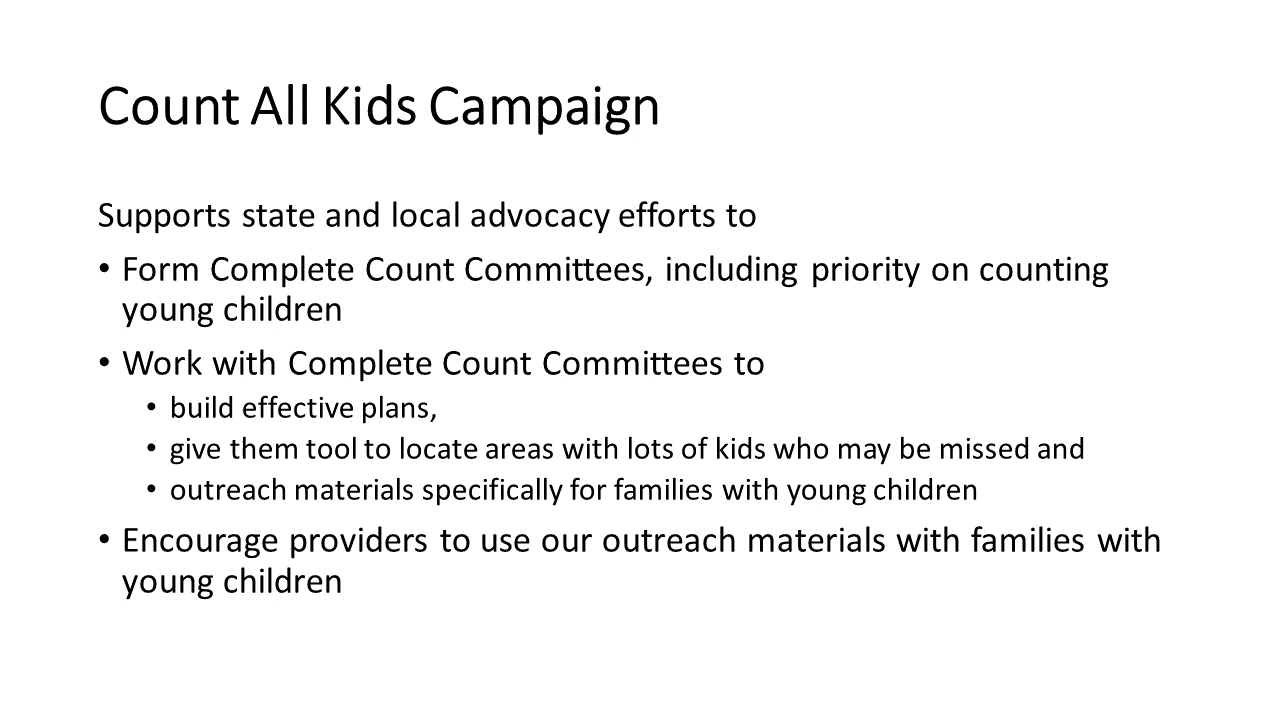 Count All Kids Campaign
Supports state and local advocacy efforts to
• Form Complete Count Committees, including priority on counting
young children
• Work with Complete Count Committees to
• build effective plans,
• give them tool to locate areas with lots of kids who may be missed and
• outreach materials specifically for families with young children
• Encourage providers to use our outreach materials with families with
young children